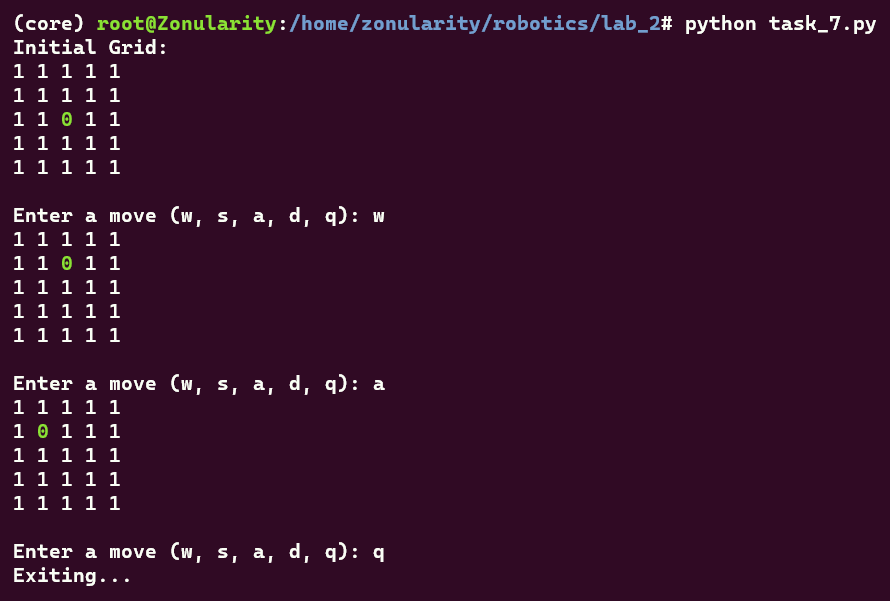 (core) root@Zonularity:/home/zonularity/robotics/lab_2# python task_7.py
Initial Grid:
1 1 1 1 1
1 1 1 1 1
1 1 0 1 1
1 1 1 1 1
1 1 1 1 1
Enter a move (w, s, a, d, q): w
1 1 1 1 1
1 1 0 1 1
1 1 1 1 1
1 1 1 1 1
1 1 1 1 1
Enter a move (w, s, a, d, q): a
1 1 1 1 1
1 0 1 1 1
1 1 1 1 1
1 1 1 1 1
1 1 1 1 1
Enter a move (w, s, a, d, q): q
Exiting...